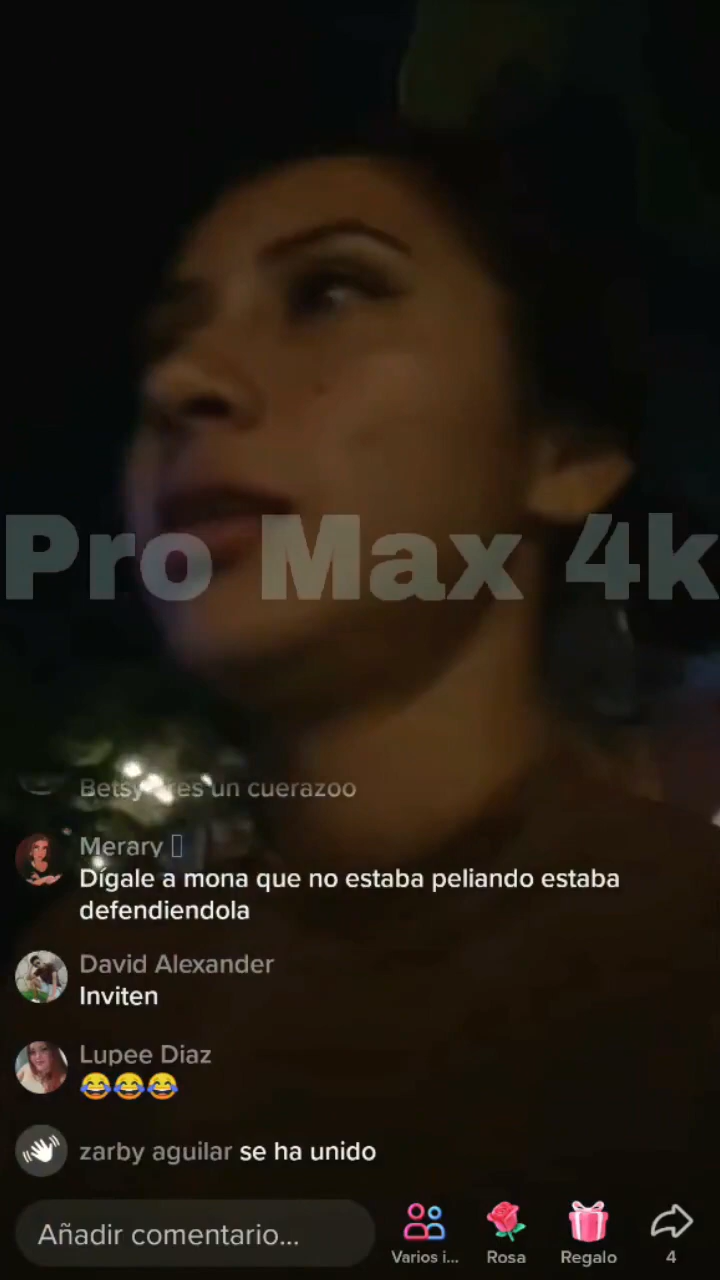 Pro Max 4k
Betsy eres un cuerazoo
Merary
Dígale a mona que no estaba peliando estaba
defendiendola
David Alexander
Inviten
Lupee Diaz
😂😂😂
zarby aguilar se ha unido
Añadir comentario...
Varios i...
Rosa
Regalo
4